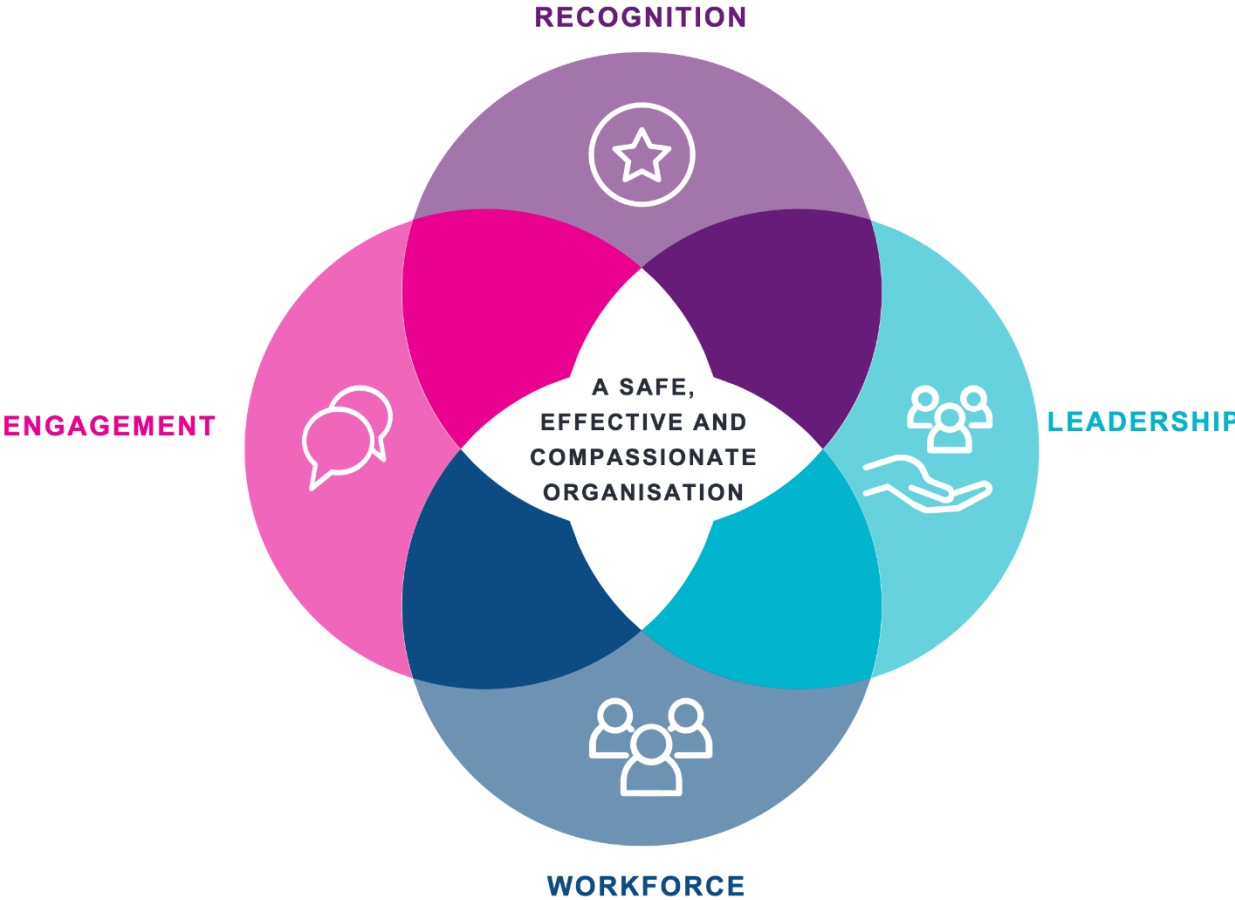 RECOGNITION
ENGAGEMENT
A SAFE,
EFFECTIVE AND
COMPASSIONATE
ORGANISATION
LEADERSHIP
WORKFORCE